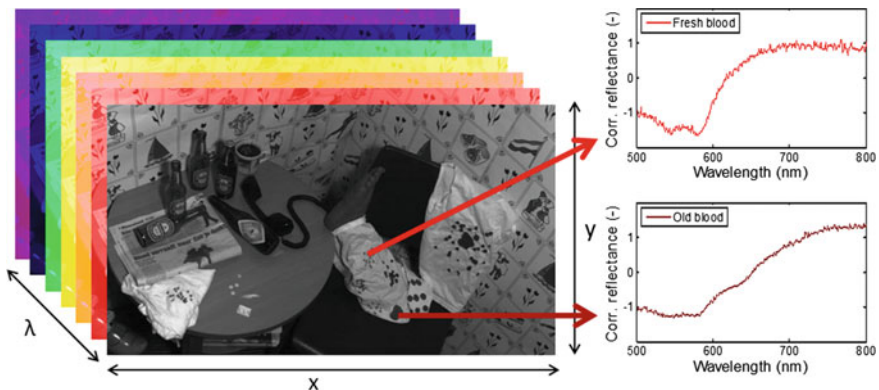 λ
x
y
Fresh blood
Corr. reflectance (-)
1
0
-1
500 600 700 800
Wavelength (nm)
Old blood
Corr. reflectance (-)
1
0
-1
500 600 700 800
Wavelength (nm)